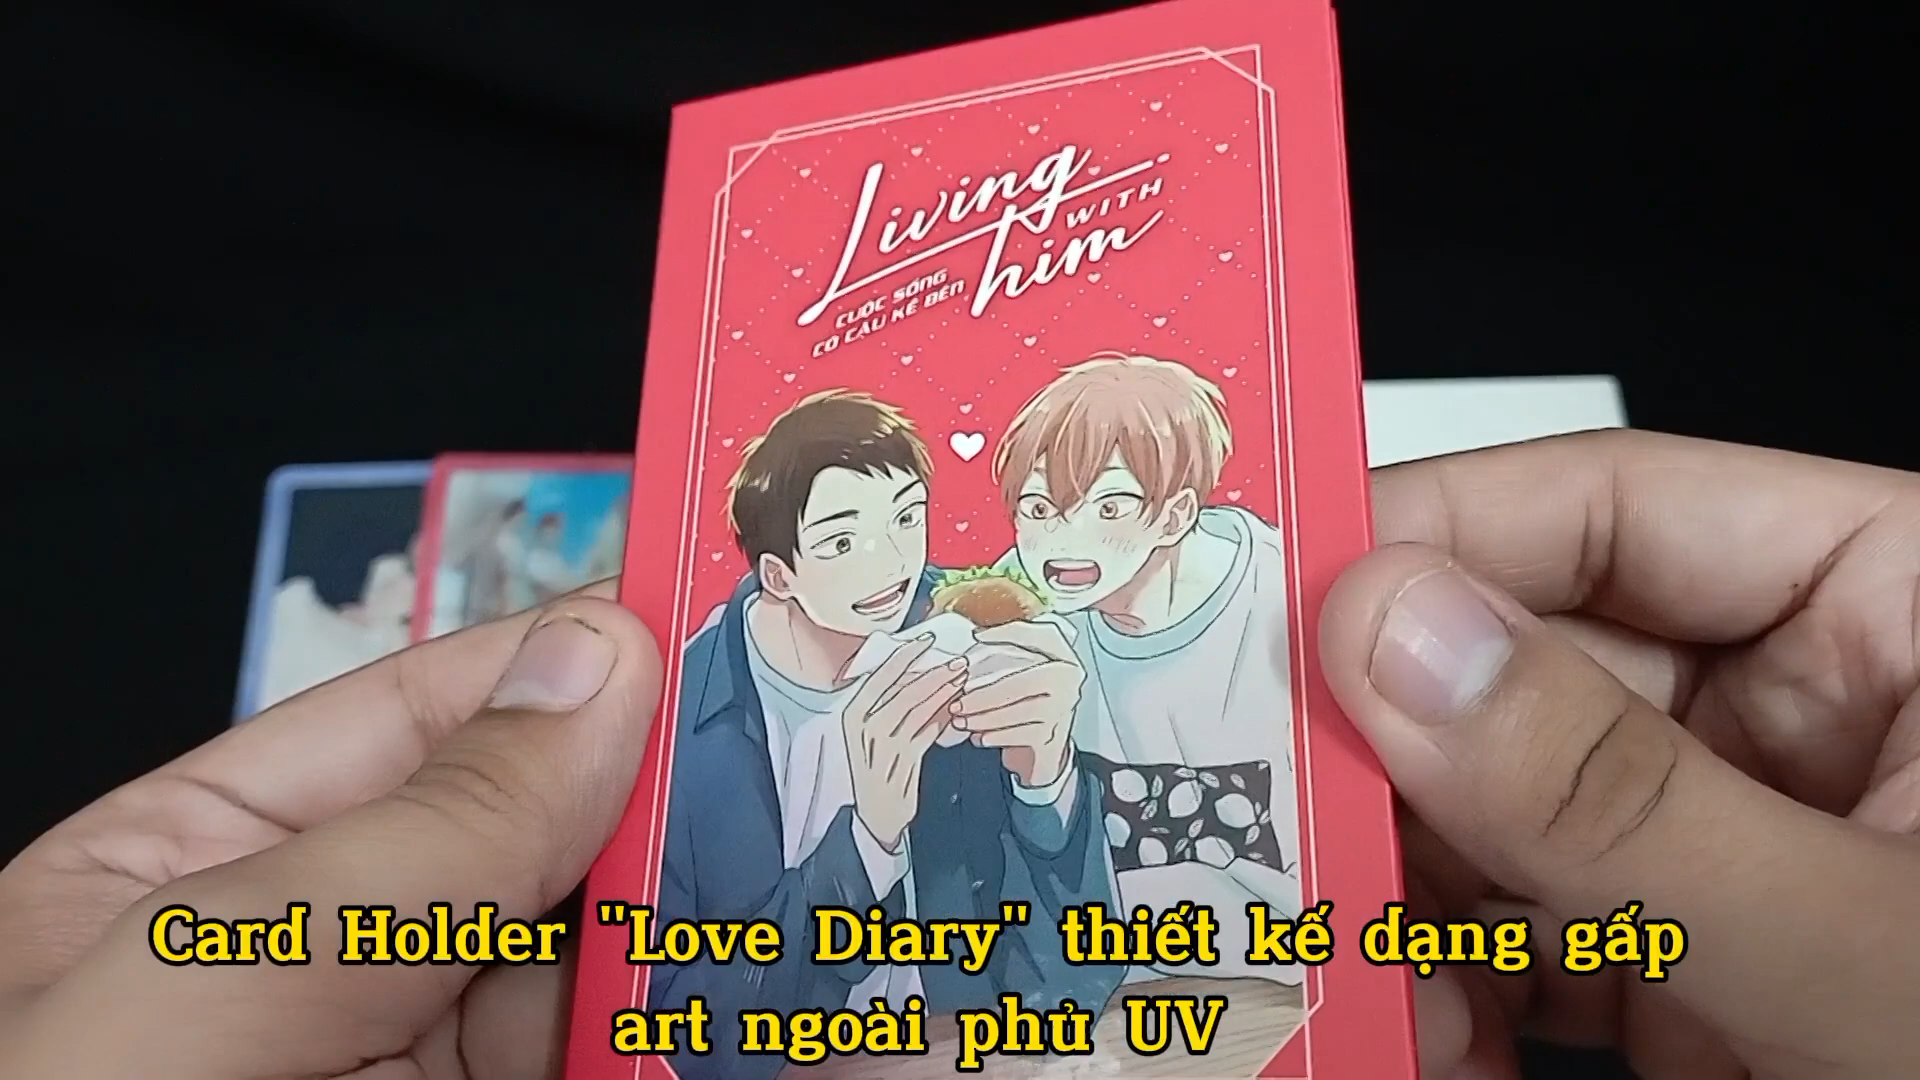 Living
WITH
him
CUỘC SỐNG
CÓ CẬU KỀ BÊN
Card Holder "Love Diary" thiết kế dạng gấp
art ngoài phủ UV